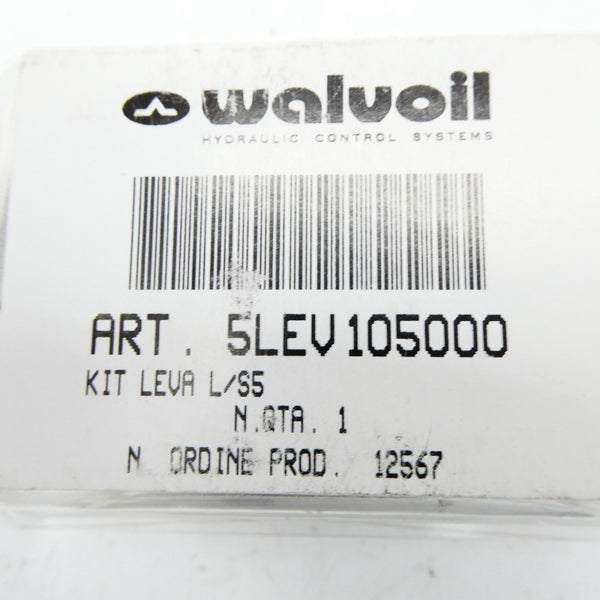 walvoil
HYDRAULIC CONTROL SYSTEMS
ART. 5LEV105000
KIT LEVA L/S5
N.QTA. 1
N ORDINE PROD. 12567